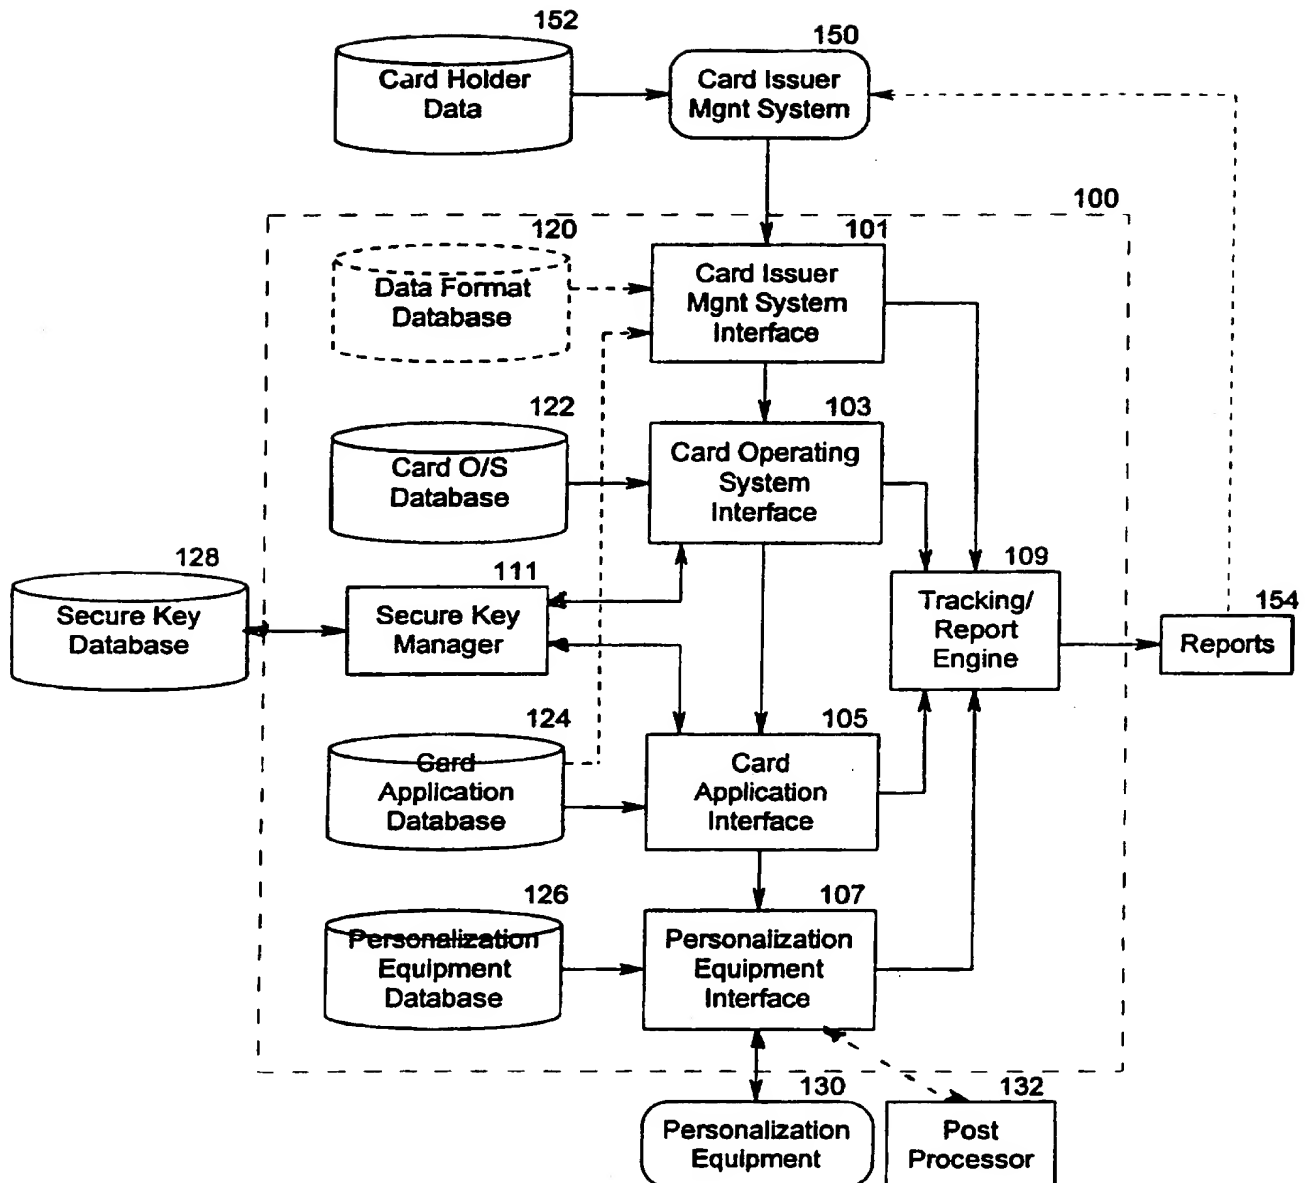 152
Card Holder
Data
150
Card Issuer
Mgnt System
100
120
Data Format
Database
101
Card Issuer
Mgnt System
Interface
122
Card O/S
Database
103
Card Operating
System
Interface
128
Secure Key
Database
111
Secure Key
Manager
109
Tracking/
Report
Engine
154
Reports
124
Card
Application
Database
105
Card
Application
Interface
126
Personalization
Equipment
Database
107
Personalization
Equipment
Interface
130
Personalization
Equipment
132
Post
Processor